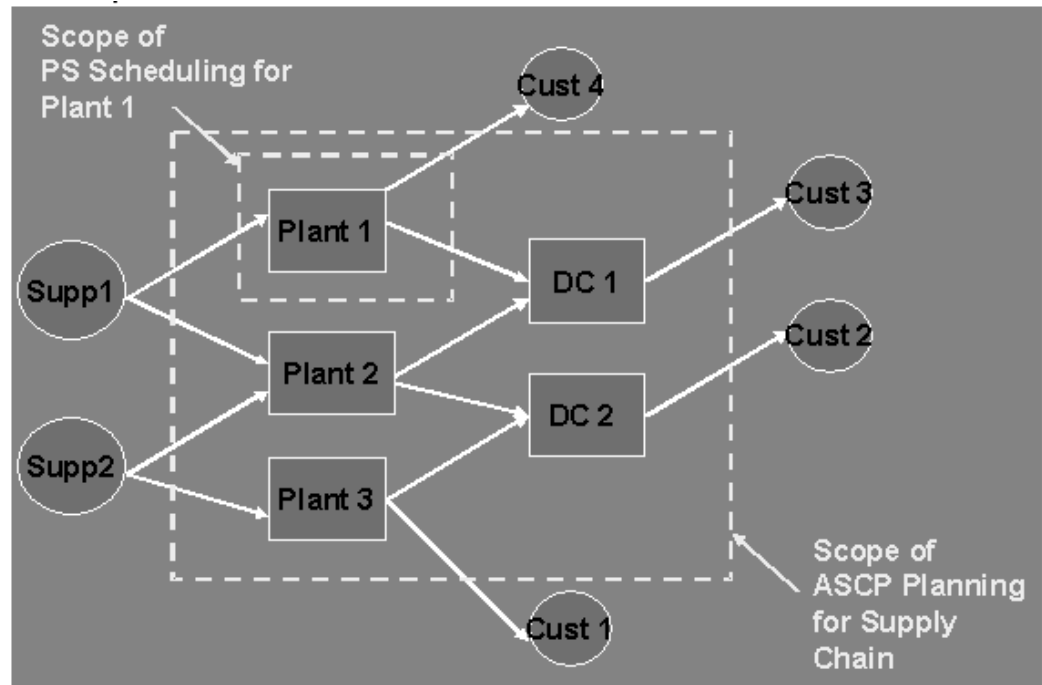 Scope of
PS Scheduling for
Plant 1
Cust 4
Cust 3
Plant 1
DC 1
Supp1
Cust 2
Plant 2
DC 2
Supp2
Plant 3
Scope of
ASCP Planning
for Supply
Chain
Cust 1